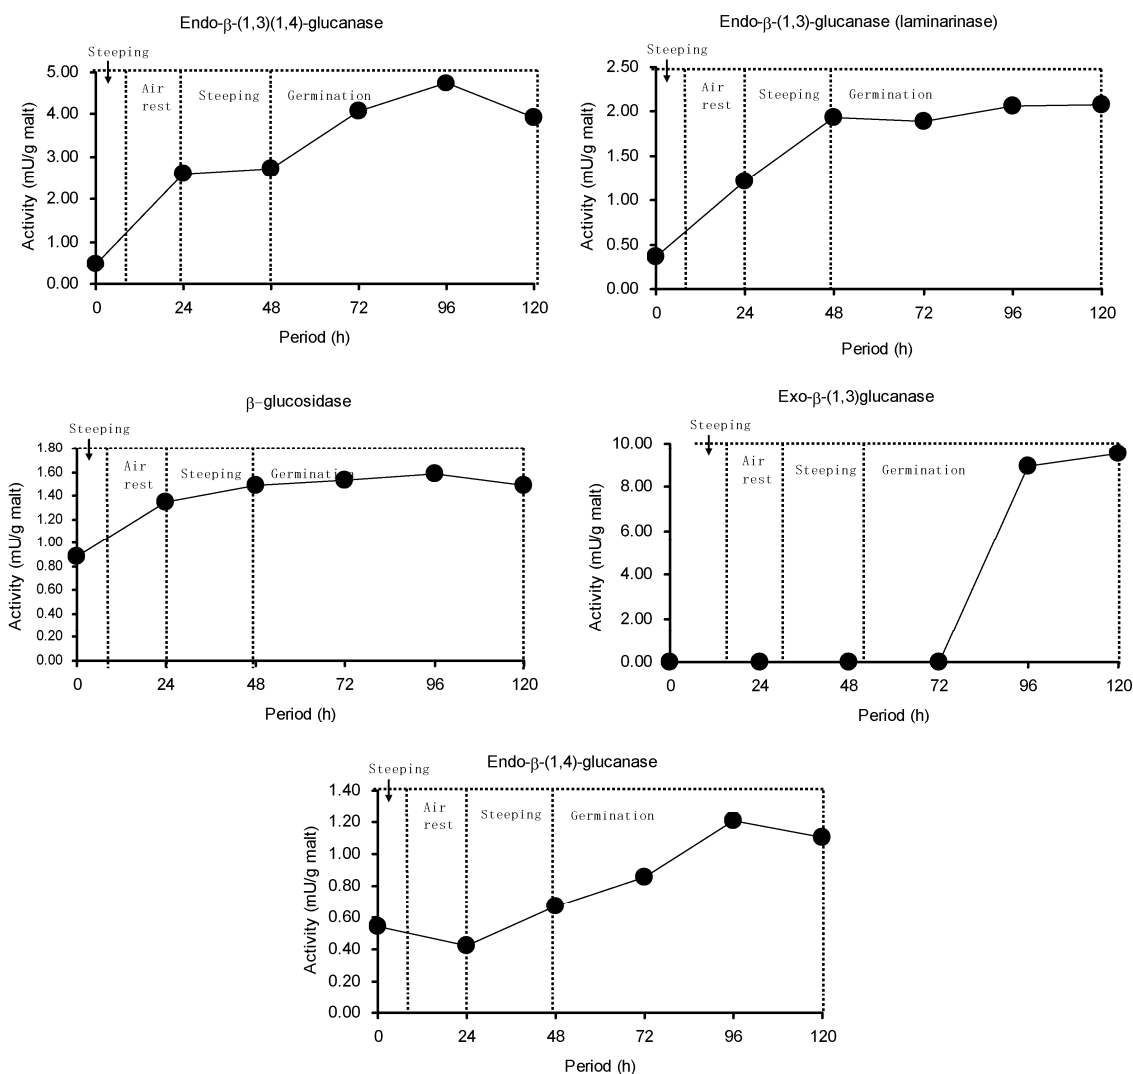 Endo-β-(1,3)(1,4)-glucanase
Steeping
5.00
4.00
3.00
2.00
1.00
0.00
Activity (mU/g malt)
Air
rest
Steeping
Germination
0 24 48 72 96 120
Period (h)
Endo-β-(1,3)-glucanase (laminarinase)
Steeping
2.50
2.00
1.50
1.00
0.50
0.00
Activity (mU/g malt)
Air
rest
Steeping
Germination
0 24 48 72 96 120
Period (h)
β-glucosidase
Steeping
1.80
1.60
1.40
1.20
1.00
0.80
0.60
0.40
0.20
0.00
Activity (mU/g malt)
Air
rest
Steeping
Germination
0 24 48 72 96 120
Period (h)
Exo-β-(1,3)glucanase
Steeping
10.00
8.00
6.00
4.00
2.00
0.00
Activity (mU/g malt)
Air
rest
Steeping
Germination
0 24 48 72 96 120
Period (h)
Endo-β-(1,4)-glucanase
Steeping
1.40
1.20
1.00
0.80
0.60
0.40
0.20
0.00
Activity (mU/g malt)
Air
rest
Steeping
Germination
0 24 48 72 96 120
Period (h)